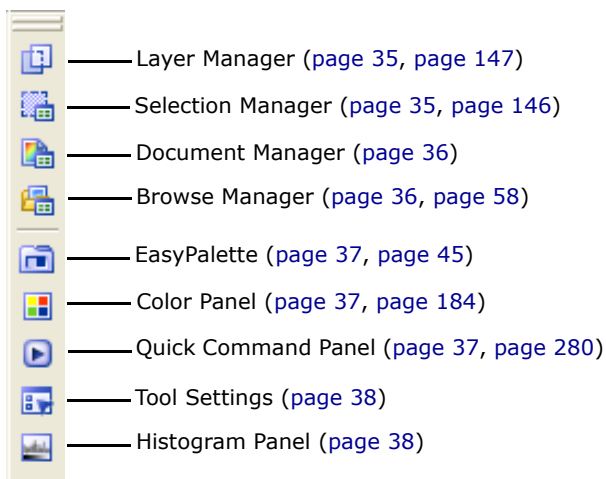 Layer Manager (page 35, page 147)
Selection Manager (page 35, page 146)
Document Manager (page 36)
Browse Manager (page 36, page 58)
EasyPalette (page 37, page 45)
Color Panel (page 37, page 184)
Quick Command Panel (page 37, page 280)
Tool Settings (page 38)
Histogram Panel (page 38)